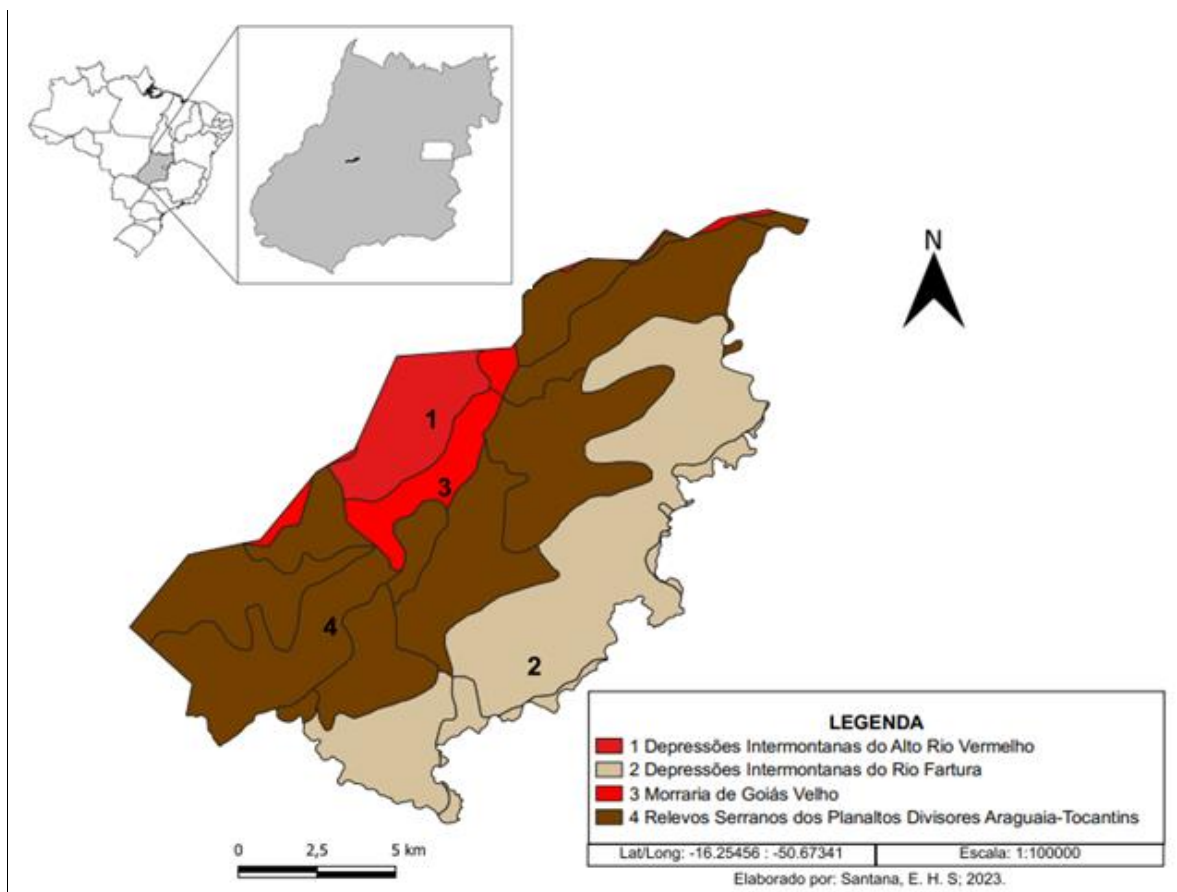 N
1
3
4
2
LEGENDA
1 Depressões Intermontanas do Alto Rio Vermelho
2 Depressões Intermontanas do Rio Fartura
3 Morraria de Goiás Velho
4 Relevos Serranos dos Planaltos Divisores Araguaia-Tocantins
Lat/Long: -16.25456 : -50.67341
Escala: 1:100000
0 2,5 5 km
Elaborado por: Santana, E. H. S; 2023.